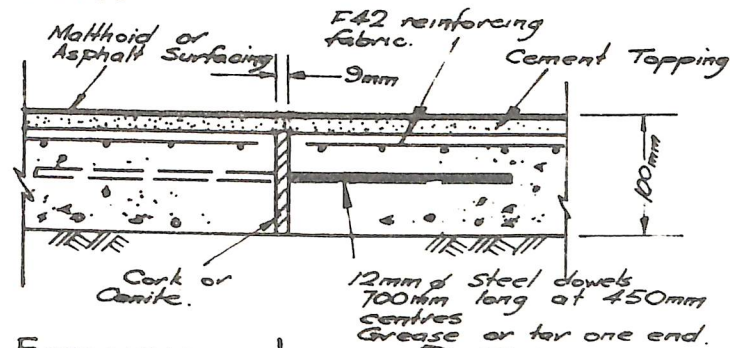 Malthoid or
Asphalt Surfacing
F42 reinforcing
fabric.
Cement Topping
9mm
100mm
Cork or
Canite.
12mm ø Steel dowels
700mm long at 450mm
centres
Grease or tar one end.